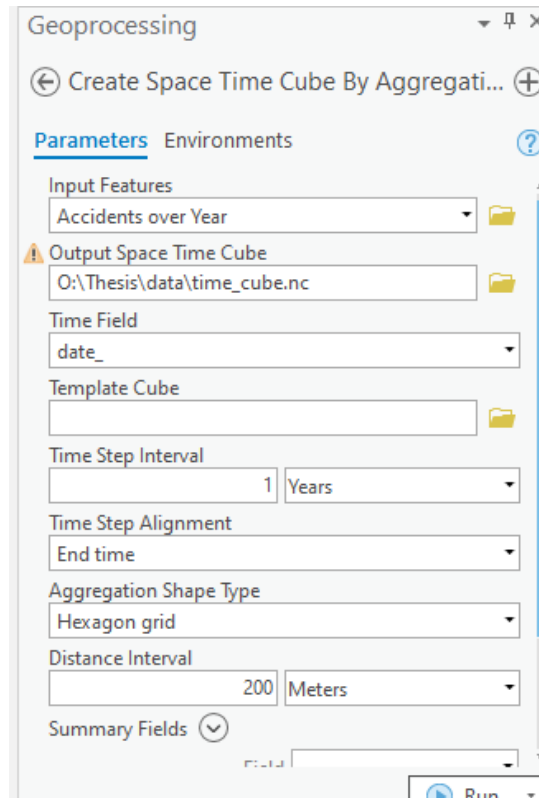 Geoprocessing
Create Space Time Cube By Aggregati...
Parameters Environments
Input Features
Accidents over Year
Output Space Time Cube
O:\Thesis\data\time_cube.nc
Time Field
date_
Template Cube
Time Step Interval
1 Years
Time Step Alignment
End time
Aggregation Shape Type
Hexagon grid
Distance Interval
200 Meters
Summary Fields
Field
Run